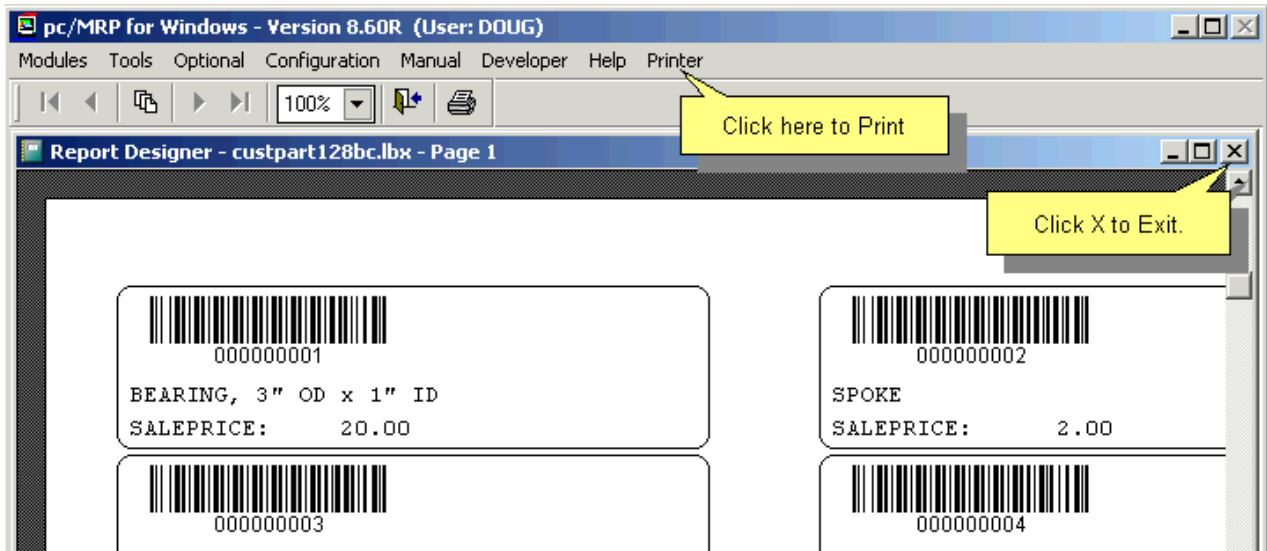 pc/MRP for Windows - Version 8.60R (User: DOUG)
Modules Tools Optional Configuration Manual Developer Help Printer
100%
Click here to Print
Report Designer - custpart128bc.lbx - Page 1
Click X to Exit.
000000001 000000002
BEARING, 3" OD x 1" ID SPOKE
SALEPRICE: 20.00 SALEPRICE: 2.00
000000003 000000004